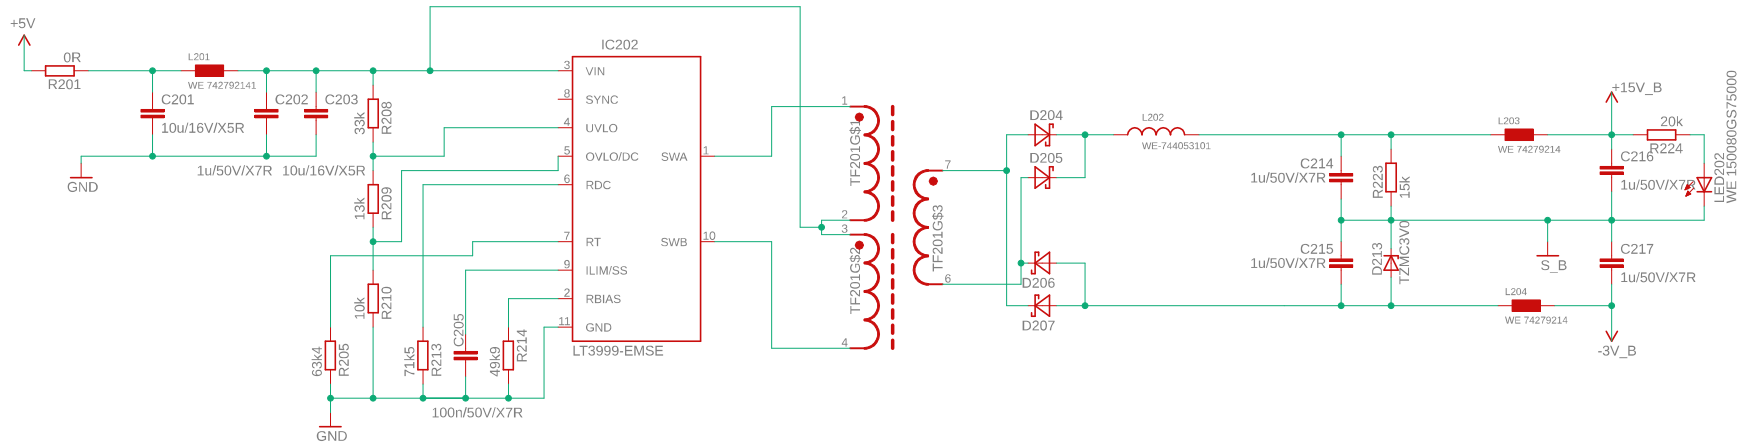 +5V
0R
R201
L201
WE 742792141
C201
10u/16V/X5R
C202
1u/50V/X7R
C203
10u/16V/X5R
GND
33k
R208
13k
R209
10k
R210
63k4
R205
71k5
R213
C205
100n/50V/X7R
49k9
R214
GND
IC202
3
VIN
8
SYNC
4
UVLO
5
OVLO/DC
6
RDC
7
RT
9
ILIM/SS
2
RBIAS
11
GND
SWA
1
SWB
10
LT3999-EMSE
1
TF201G$1
2
3
TF201G$2
4
7
TF201G$3
6
D204
D205
D206
D207
L202
WE-744053101
C214
1u/50V/X7R
C215
1u/50V/X7R
R223
15k
D213
TZMC3V0
L203
WE 74279214
L204
WE 74279214
+15V_B
20k
R224
C216
1u/50V/X7R
LED202
WE 150080GS75000
S_B
C217
1u/50V/X7R
-3V_B